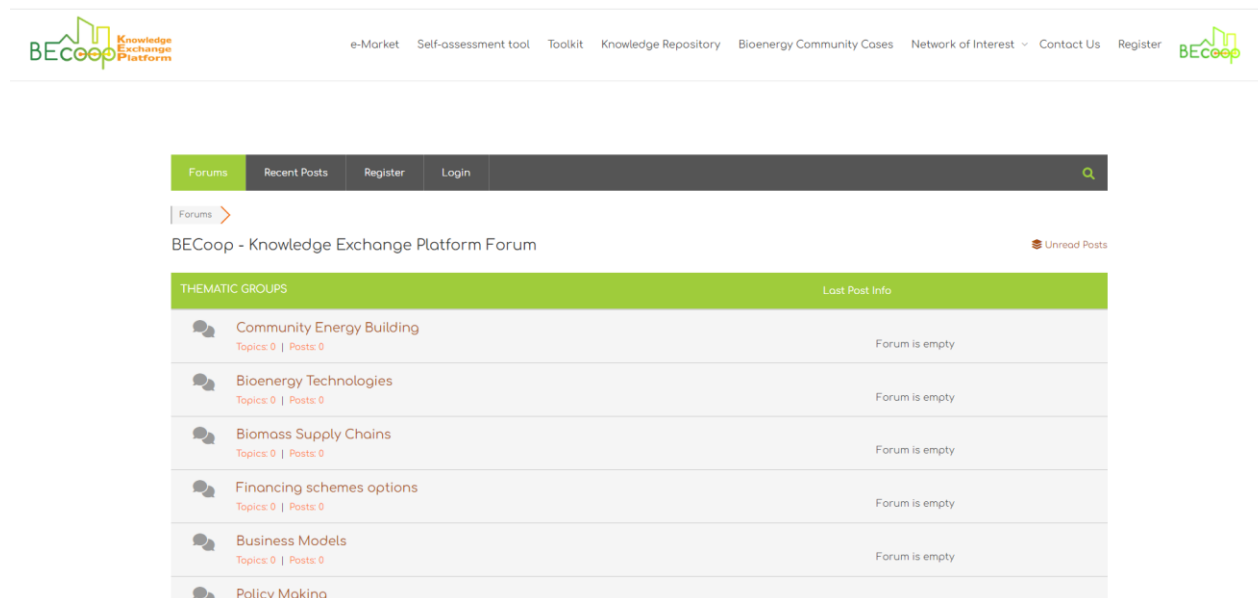 BECoop Knowledge Exchange Platform
e-Market Self-assessment tool Toolkit Knowledge Repository Bioenergy Community Cases Network of Interest Contact Us Register BECoop
Forums Recent Posts Register Login
Forums
BECoop - Knowledge Exchange Platform Forum Unread Posts
THEMATIC GROUPS Last Post Info
Community Energy Building
Topics: 0 | Posts: 0 Forum is empty
Bioenergy Technologies
Topics: 0 | Posts: 0 Forum is empty
Biomass Supply Chains
Topics: 0 | Posts: 0 Forum is empty
Financing schemes options
Topics: 0 | Posts: 0 Forum is empty
Business Models
Topics: 0 | Posts: 0 Forum is empty
Policy Making